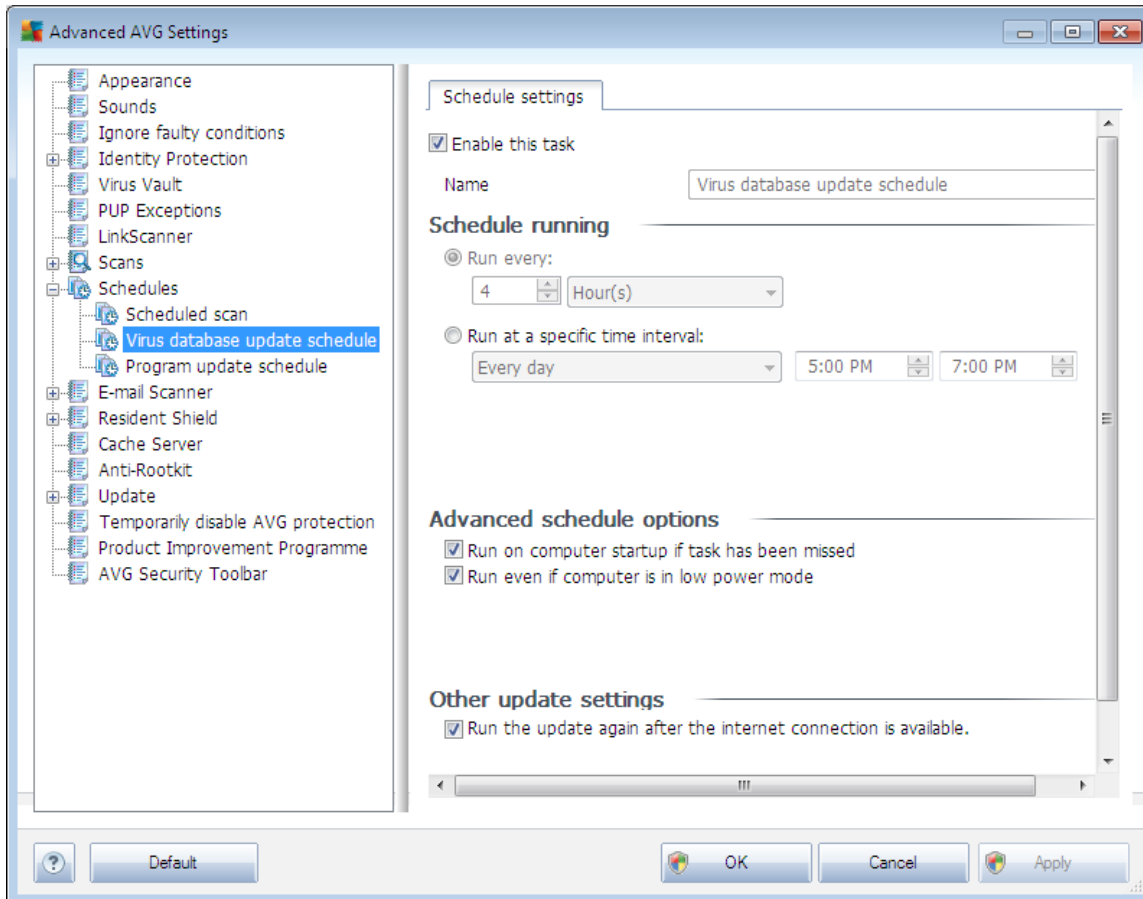 Advanced AVG Settings
Appearance
Sounds
Ignore faulty conditions
Identity Protection
Virus Vault
PUP Exceptions
LinkScanner
Scans
Schedules
Scheduled scan
Virus database update schedule
Program update schedule
E-mail Scanner
Resident Shield
Cache Server
Anti-Rootkit
Update
Temporarily disable AVG protection
Product Improvement Programme
AVG Security Toolbar
Schedule settings
Enable this task
Name Virus database update schedule
Schedule running
Run every:
4 Hour(s)
Run at a specific time interval:
Every day 5:00 PM 7:00 PM
Advanced schedule options
Run on computer startup if task has been missed
Run even if computer is in low power mode
Other update settings
Run the update again after the internet connection is available.
? Default OK Cancel Apply